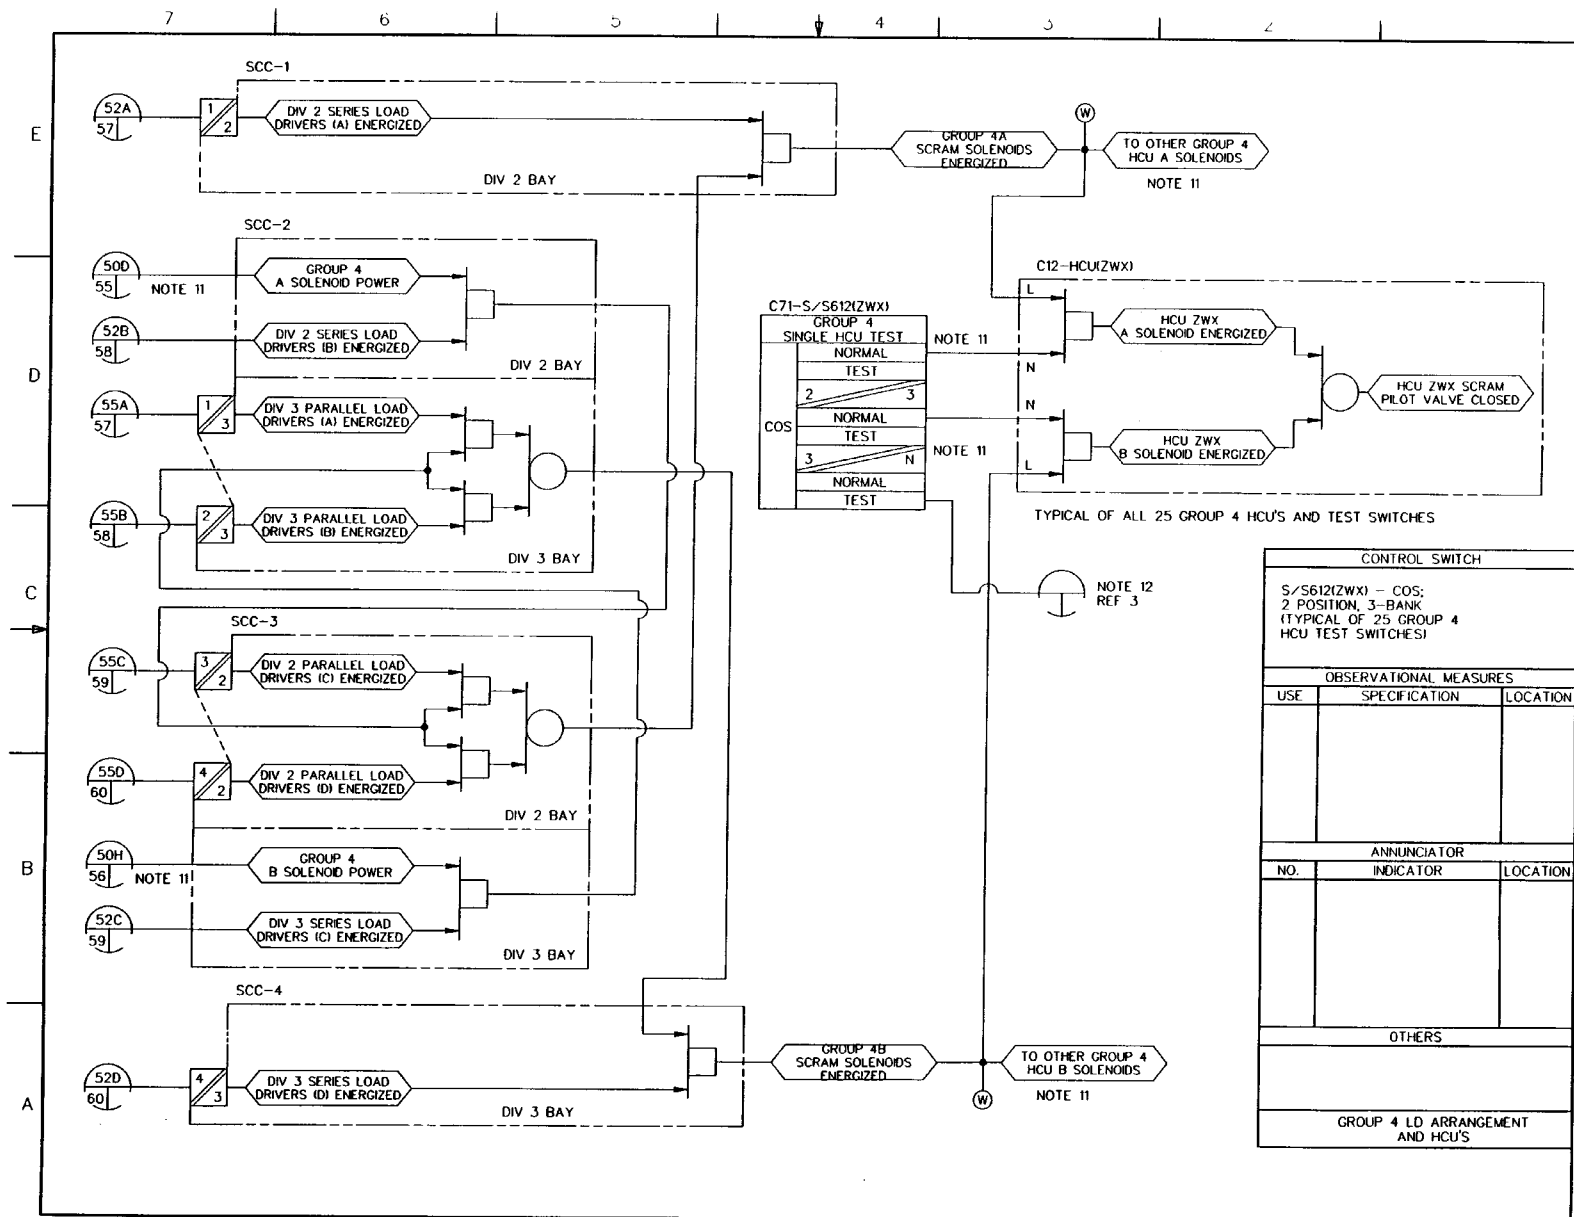 7 6 5 4 3 2
E
D
C
B
A
SCC-1
52A
57
1
2
DIV 2 SERIES LOAD
DRIVERS (A) ENERGIZED
DIV 2 BAY
GROUP 4A
SCRAM SOLENOIDS
ENERGIZED
W
TO OTHER GROUP 4
HCU A SOLENOIDS
NOTE 11
SCC-2
50D
55
NOTE 11
GROUP 4
A SOLENOID POWER
52B
58
DIV 2 SERIES LOAD
DRIVERS (B) ENERGIZED
DIV 2 BAY
55A
57
1
3
DIV 3 PARALLEL LOAD
DRIVERS (A) ENERGIZED
55B
58
2
3
DIV 3 PARALLEL LOAD
DRIVERS (B) ENERGIZED
DIV 3 BAY
C71-S/S612(ZWX)
GROUP 4
SINGLE HCU TEST
COS
NORMAL
TEST
2 3
NORMAL
TEST
3 N
NORMAL
TEST
NOTE 11
NOTE 11
C12-HCU(ZWX)
L
N
N
L
HCU ZWX
A SOLENOID ENERGIZED
HCU ZWX
B SOLENOID ENERGIZED
HCU ZWX SCRAM
PILOT VALVE CLOSED
TYPICAL OF ALL 25 GROUP 4 HCU'S AND TEST SWITCHES
NOTE 12
REF 3
SCC-3
55C
59
3
2
DIV 2 PARALLEL LOAD
DRIVERS (C) ENERGIZED
55D
60
4
2
DIV 2 PARALLEL LOAD
DRIVERS (D) ENERGIZED
DIV 2 BAY
50H
56
NOTE 11
GROUP 4
B SOLENOID POWER
52C
59
DIV 3 SERIES LOAD
DRIVERS (C) ENERGIZED
DIV 3 BAY
SCC-4
52D
60
4
3
DIV 3 SERIES LOAD
DRIVERS (D) ENERGIZED
DIV 3 BAY
GROUP 4B
SCRAM SOLENOIDS
ENERGIZED
W
TO OTHER GROUP 4
HCU B SOLENOIDS
NOTE 11
CONTROL SWITCH
S/S612(ZWX) - COS;
2 POSITION, 3-BANK
(TYPICAL OF 25 GROUP 4
HCU TEST SWITCHES)
OBSERVATIONAL MEASURES
USE SPECIFICATION LOCATION
ANNUNCIATOR
NO. INDICATOR LOCATION
OTHERS
GROUP 4 LD ARRANGEMENT
AND HCU'S